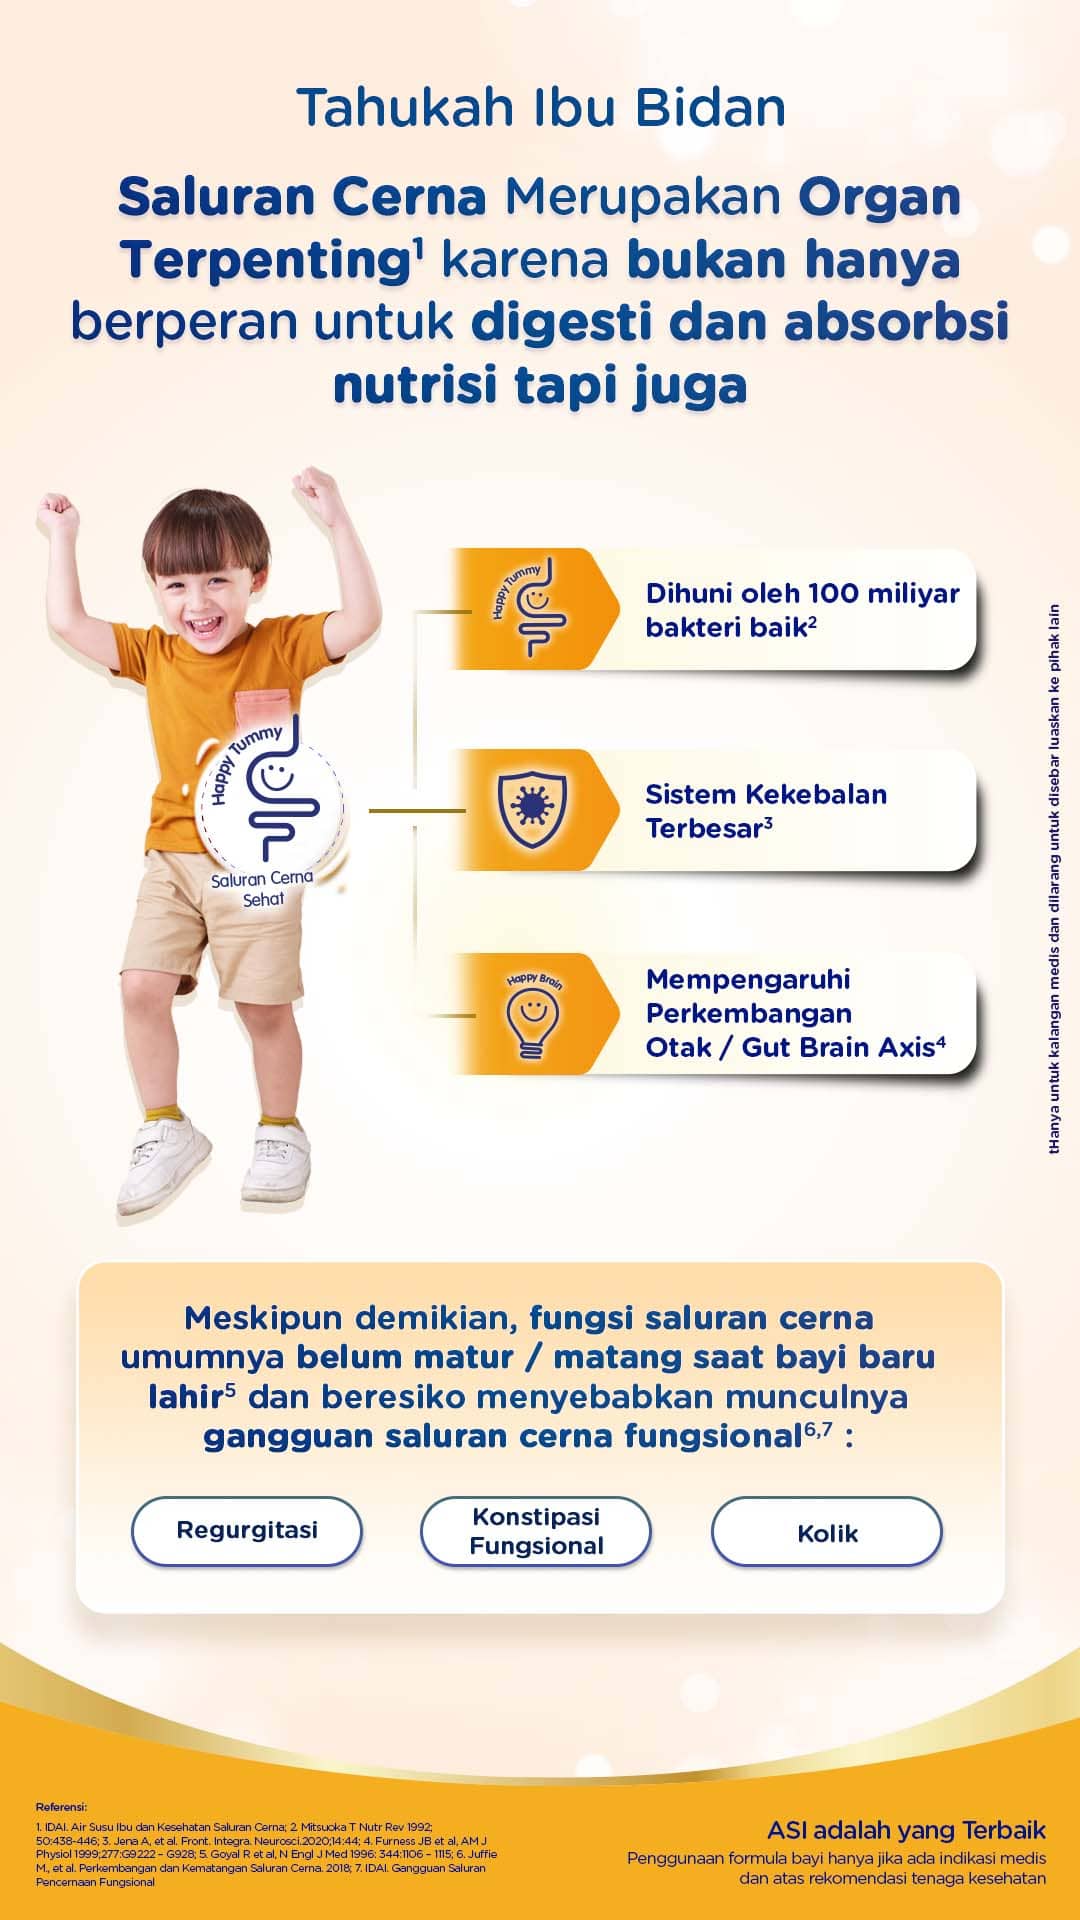 Tahukah Ibu Bidan
Saluran Cerna Merupakan Organ
Terpenting¹ karena bukan hanya
berperan untuk digesti dan absorbsi
nutrisi tapi juga
Happy Tummy
Saluran Cerna
Sehat
Happy Tummy
Dihuni oleh 100 miliyar
bakteri baik²
Sistem Kekebalan
Terbesar³
Happy Brain
Mempengaruhi
Perkembangan
Otak / Gut Brain Axis⁴
tHanya untuk kalangan medis dan dilarang untuk disebar luaskan ke pihak lain
Meskipun demikian, fungsi saluran cerna
umumnya belum matur / matang saat bayi baru
lahir⁵ dan beresiko menyebabkan munculnya
gangguan saluran cerna fungsional⁶,⁷ :
Regurgitasi
Konstipasi
Fungsional
Kolik
Referensi:
1. IDAI. Air Susu Ibu dan Kesehatan Saluran Cerna; 2. Mitsuoka T Nutr Rev 1992;
50:438-446; 3. Jena A, et al. Front. Integra. Neurosci.2020;14:44; 4. Furness JB et al, AM J
Physiol 1999;277:G9222 – G928; 5. Goyal R et al, N Engl J Med 1996: 344:1106 – 1115; 6. Juffie
M., et al. Perkembangan dan Kematangan Saluran Cerna. 2018; 7. IDAI. Gangguan Saluran
Pencernaan Fungsional
ASI adalah yang Terbaik
Penggunaan formula bayi hanya jika ada indikasi medis
dan atas rekomendasi tenaga kesehatan